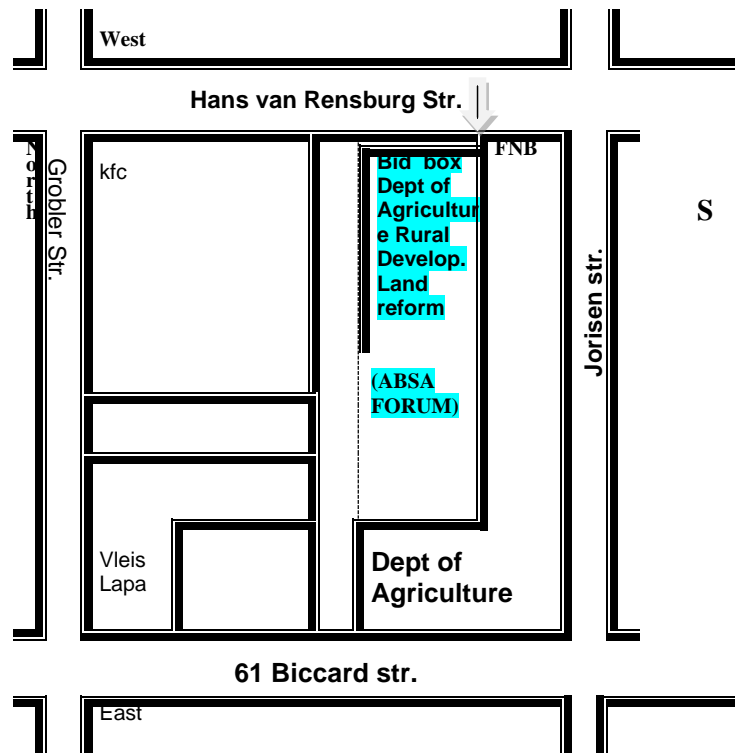 West
Hans van Rensburg Str.
North
Grobler Str.
kfc
Bid box
Dept of
Agricultur
e Rural
Develop.
Land
reform
FNB
S
Jorisen str.
(ABSA
FORUM)
Vleis
Lapa
Dept of
Agriculture
61 Biccard str.
East